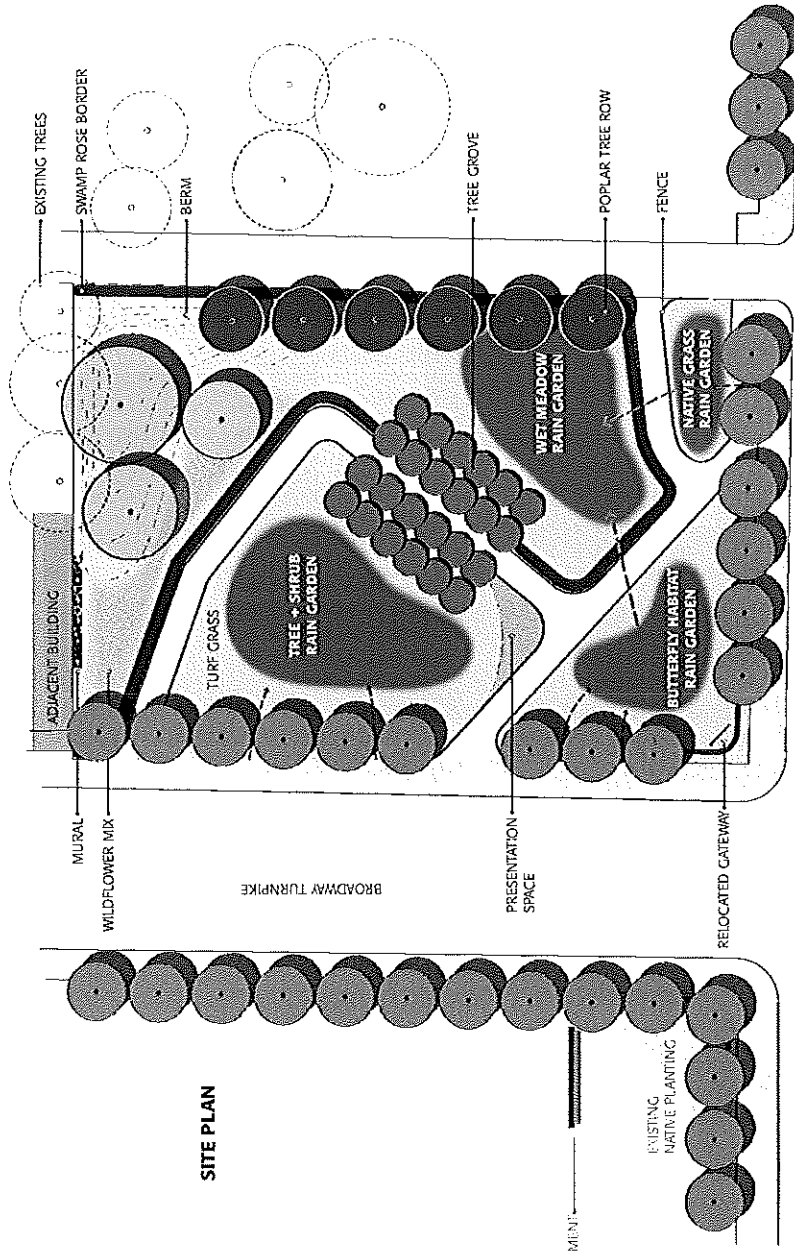 SITE PLAN
EXISTING TREES
SWAMP ROSE BORDER
BERM
TREE GROVE
POPLAR TREE ROW
FENCE
ADJACENT BUILDING
TURF GRASS
TREE + SHRUB
RAIN GARDEN
WET MEADOW
RAIN GARDEN
NATIVE GRASS
RAIN GARDEN
BUTTERFLY HABITAT
RAIN GARDEN
MURAL
WILDFLOWER MIX
BROADWAY TURNPIKE
PRESENTATION
SPACE
RELOCATED GATEWAY
EXISTING
NATIVE PLANTING
MENT